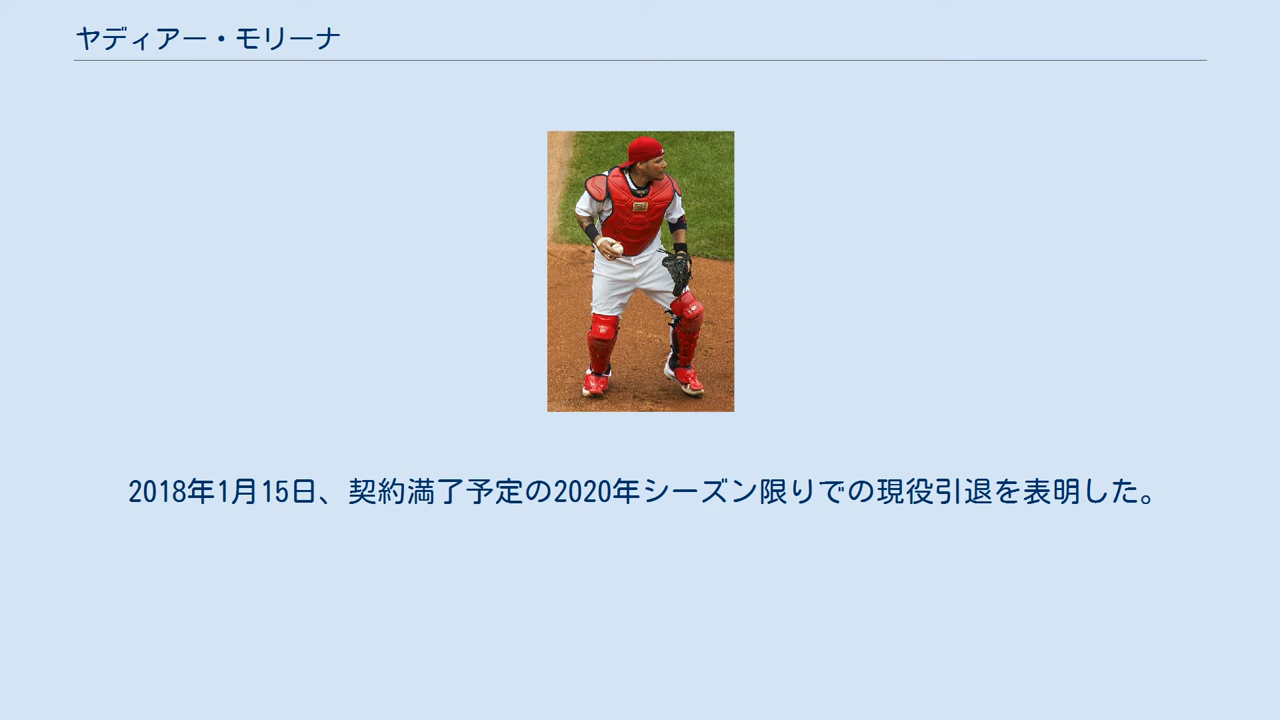 ヤディアー・モリーナ
2018年1月15日、契約満了予定の2020年シーズン限りでの現役引退を表明した。